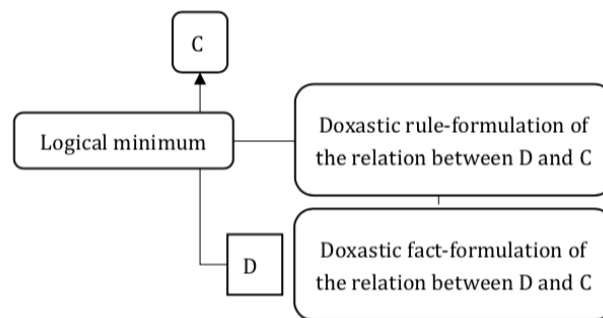 C
Logical minimum
Doxastic rule-formulation of
the relation between D and C
D
Doxastic fact-formulation of
the relation between D and C